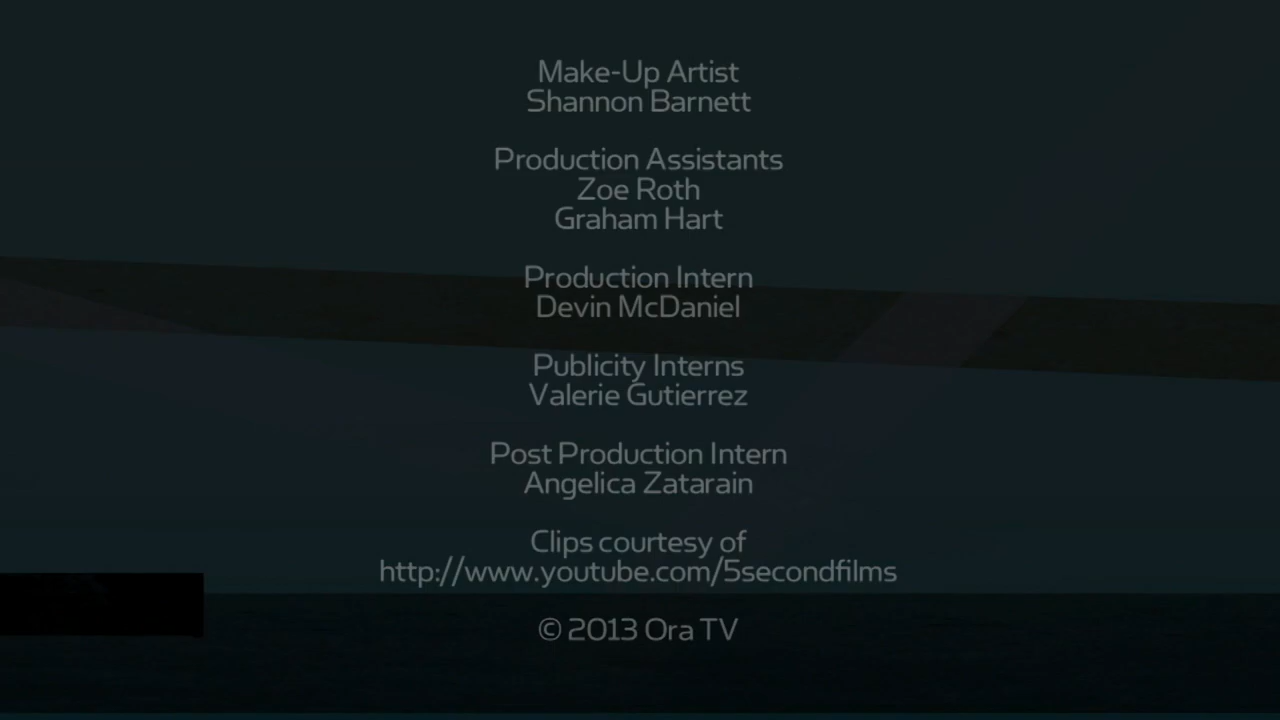 Make-Up Artist
Shannon Barnett
Production Assistants
Zoe Roth
Graham Hart
Production Intern
Devin McDaniel
Publicity Interns
Valerie Gutierrez
Post Production Intern
Angelica Zatarain
Clips courtesy of
http://www.youtube.com/5secondfilms
© 2013 Ora TV